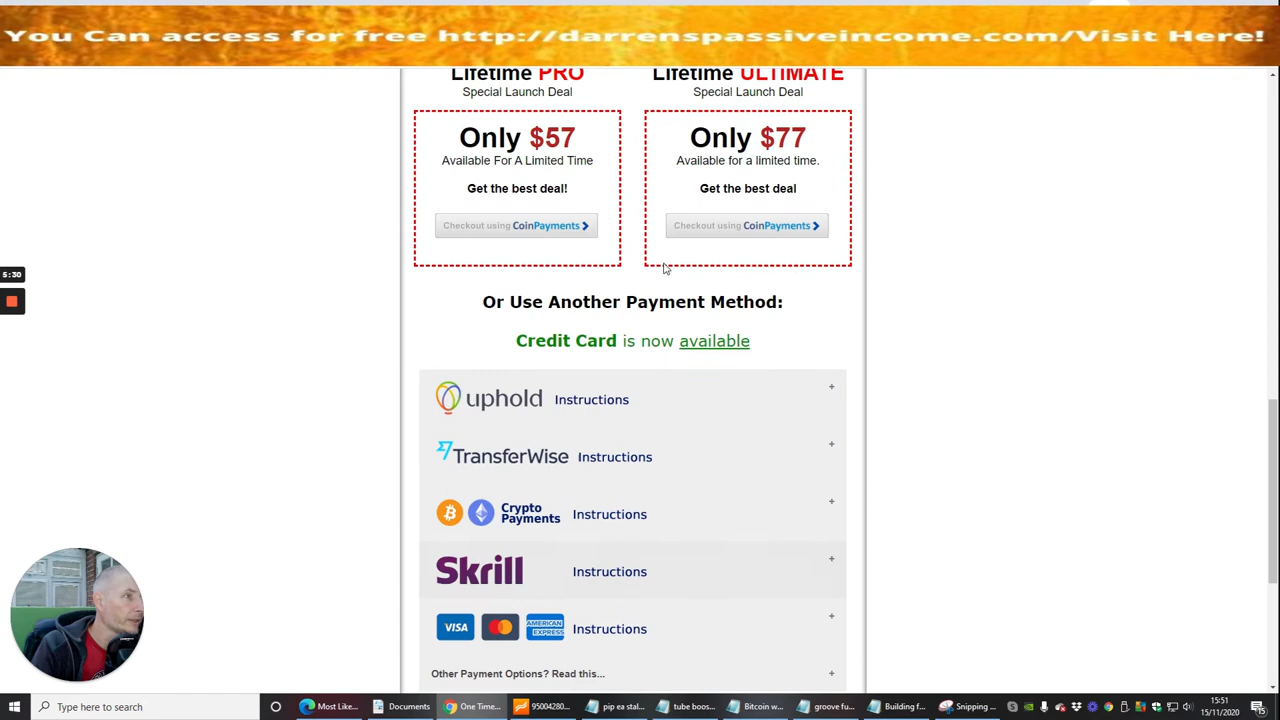 You Can access for free http://darrenspassiveincome.com/Visit Here!
Lifetime PRO
Special Launch Deal
Only $57
Available For A Limited Time
Get the best deal!
Checkout using CoinPayments
Lifetime ULTIMATE
Special Launch Deal
Only $77
Available for a limited time.
Get the best deal
Checkout using CoinPayments
5:30
Or Use Another Payment Method:
Credit Card is now available
uphold Instructions +
TransferWise Instructions +
Crypto Payments Instructions +
Skrill Instructions +
VISA AMERICAN EXPRESS Instructions +
Other Payment Options? Read this... +
Type here to search
Most Like...
Documents
One Time...
95004280...
pip ea stal...
tube boos...
Bitcoin w...
groove fu...
Building f...
Snipping ...
15:51
15/11/2020
15